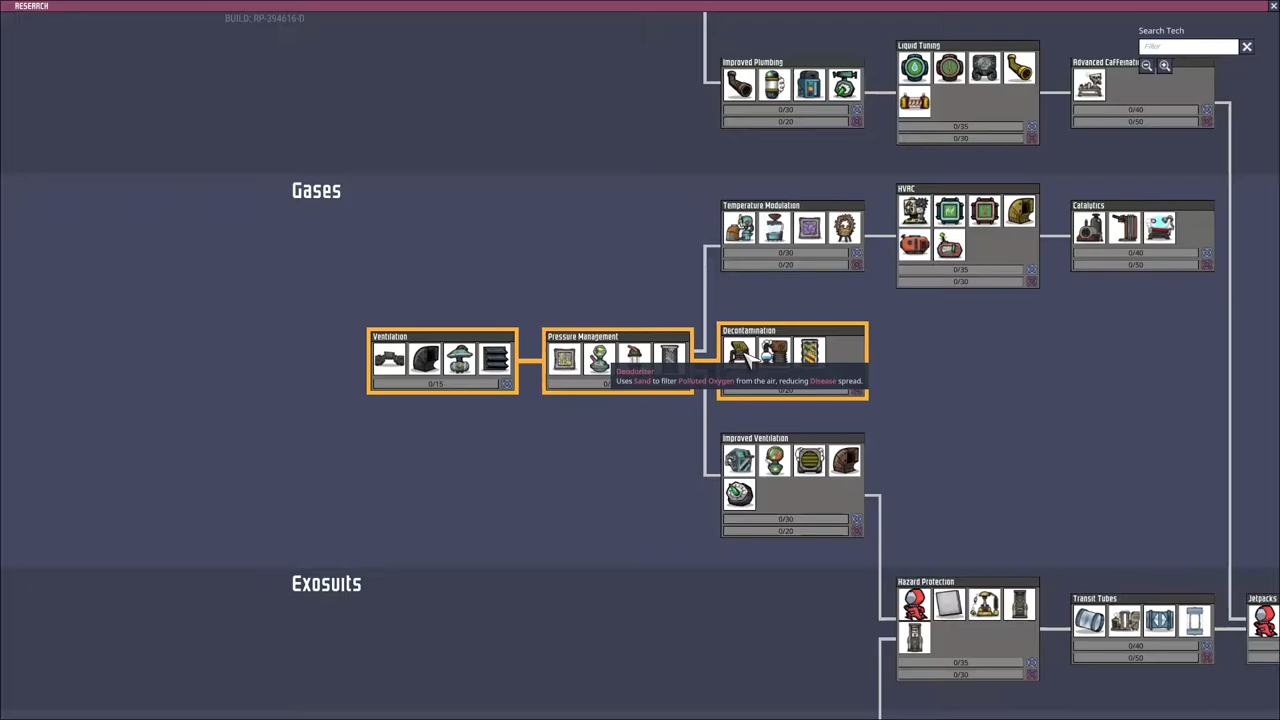 RESEARCH
BUILD: RP-394616-D
Search Tech
Filter
Improved Plumbing
0/30
0/20
Liquid Tuning
0/35
0/30
Advanced Caffeinati
0/40
0/50
Gases
Temperature Modulation
0/30
0/20
HVAC
0/35
0/30
Catalytics
0/40
0/50
Ventilation
0/15
Pressure Management
Decontamination
Deodorizer
Uses Sand to filter Polluted Oxygen from the air, reducing Disease spread.
Improved Ventilation
0/30
0/20
Exosuits
Hazard Protection
0/35
0/30
Transit Tubes
0/40
0/50
Jetpacks